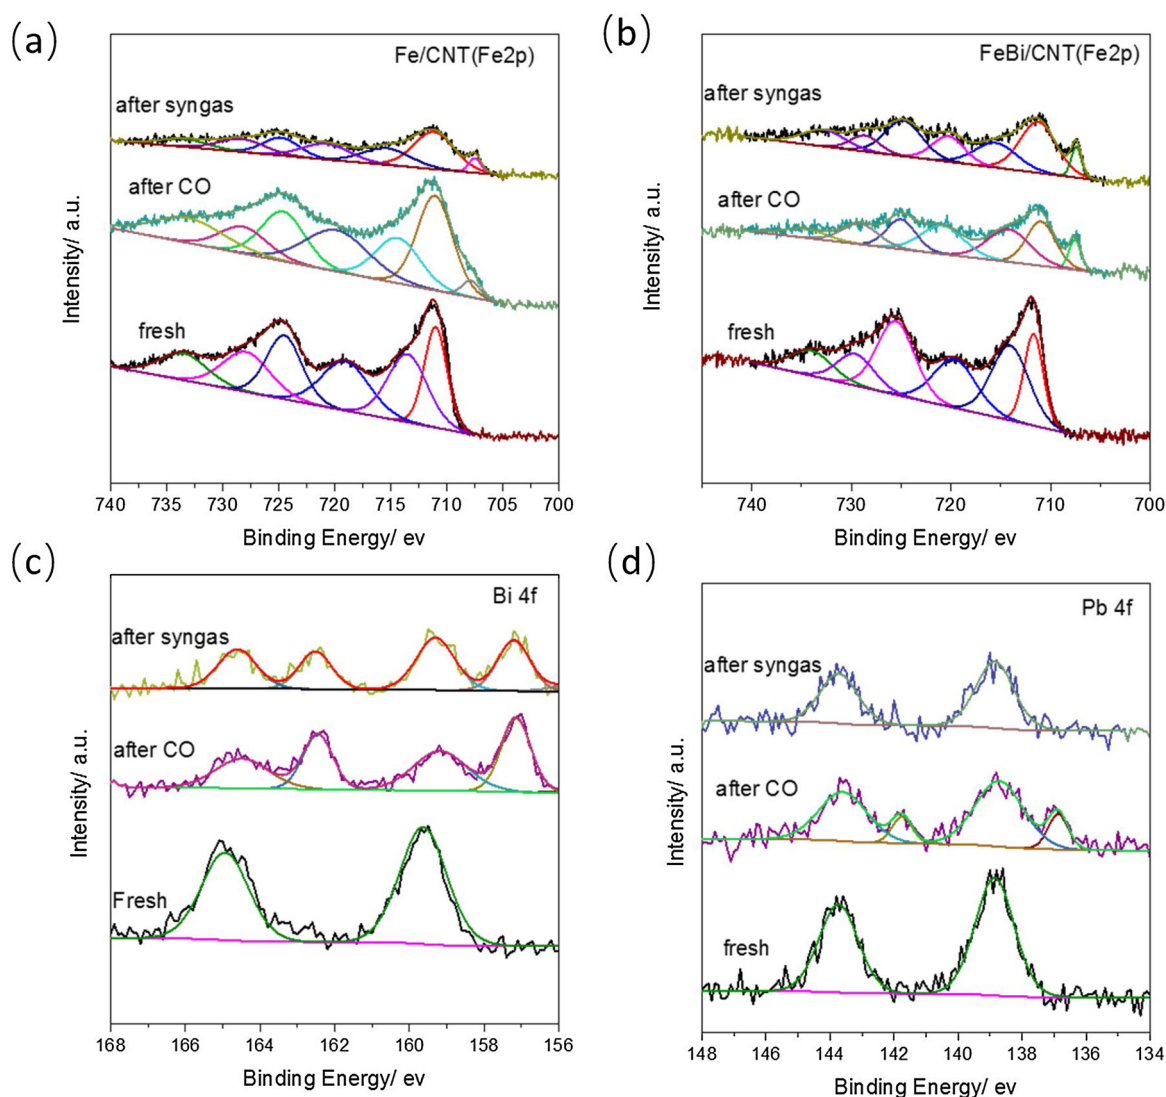 (a)
Fe/CNT(Fe2p)
after syngas
after CO
fresh
Intensity/ a.u.
740 735 730 725 720 715 710 705 700
Binding Energy/ ev
(b)
FeBi/CNT(Fe2p)
after syngas
after CO
fresh
Intensity/ a.u.
740 730 720 710 700
Binding Energy/ ev
(c)
Bi 4f
after syngas
after CO
Fresh
Intensity/ a.u.
168 166 164 162 160 158 156
Binding Energy/ ev
(d)
Pb 4f
after syngas
after CO
fresh
Intensity/ a.u.
148 146 144 142 140 138 136 134
Binding Energy/ ev